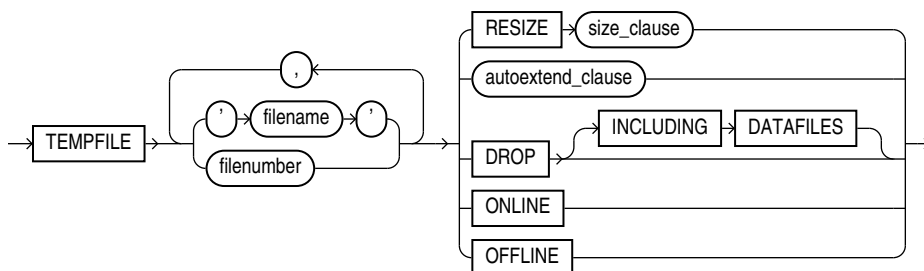 RESIZE size_clause
,
autoextend_clause
' filename '
INCLUDING DATAFILES
TEMPFILE
filenumber
DROP
ONLINE
OFFLINE